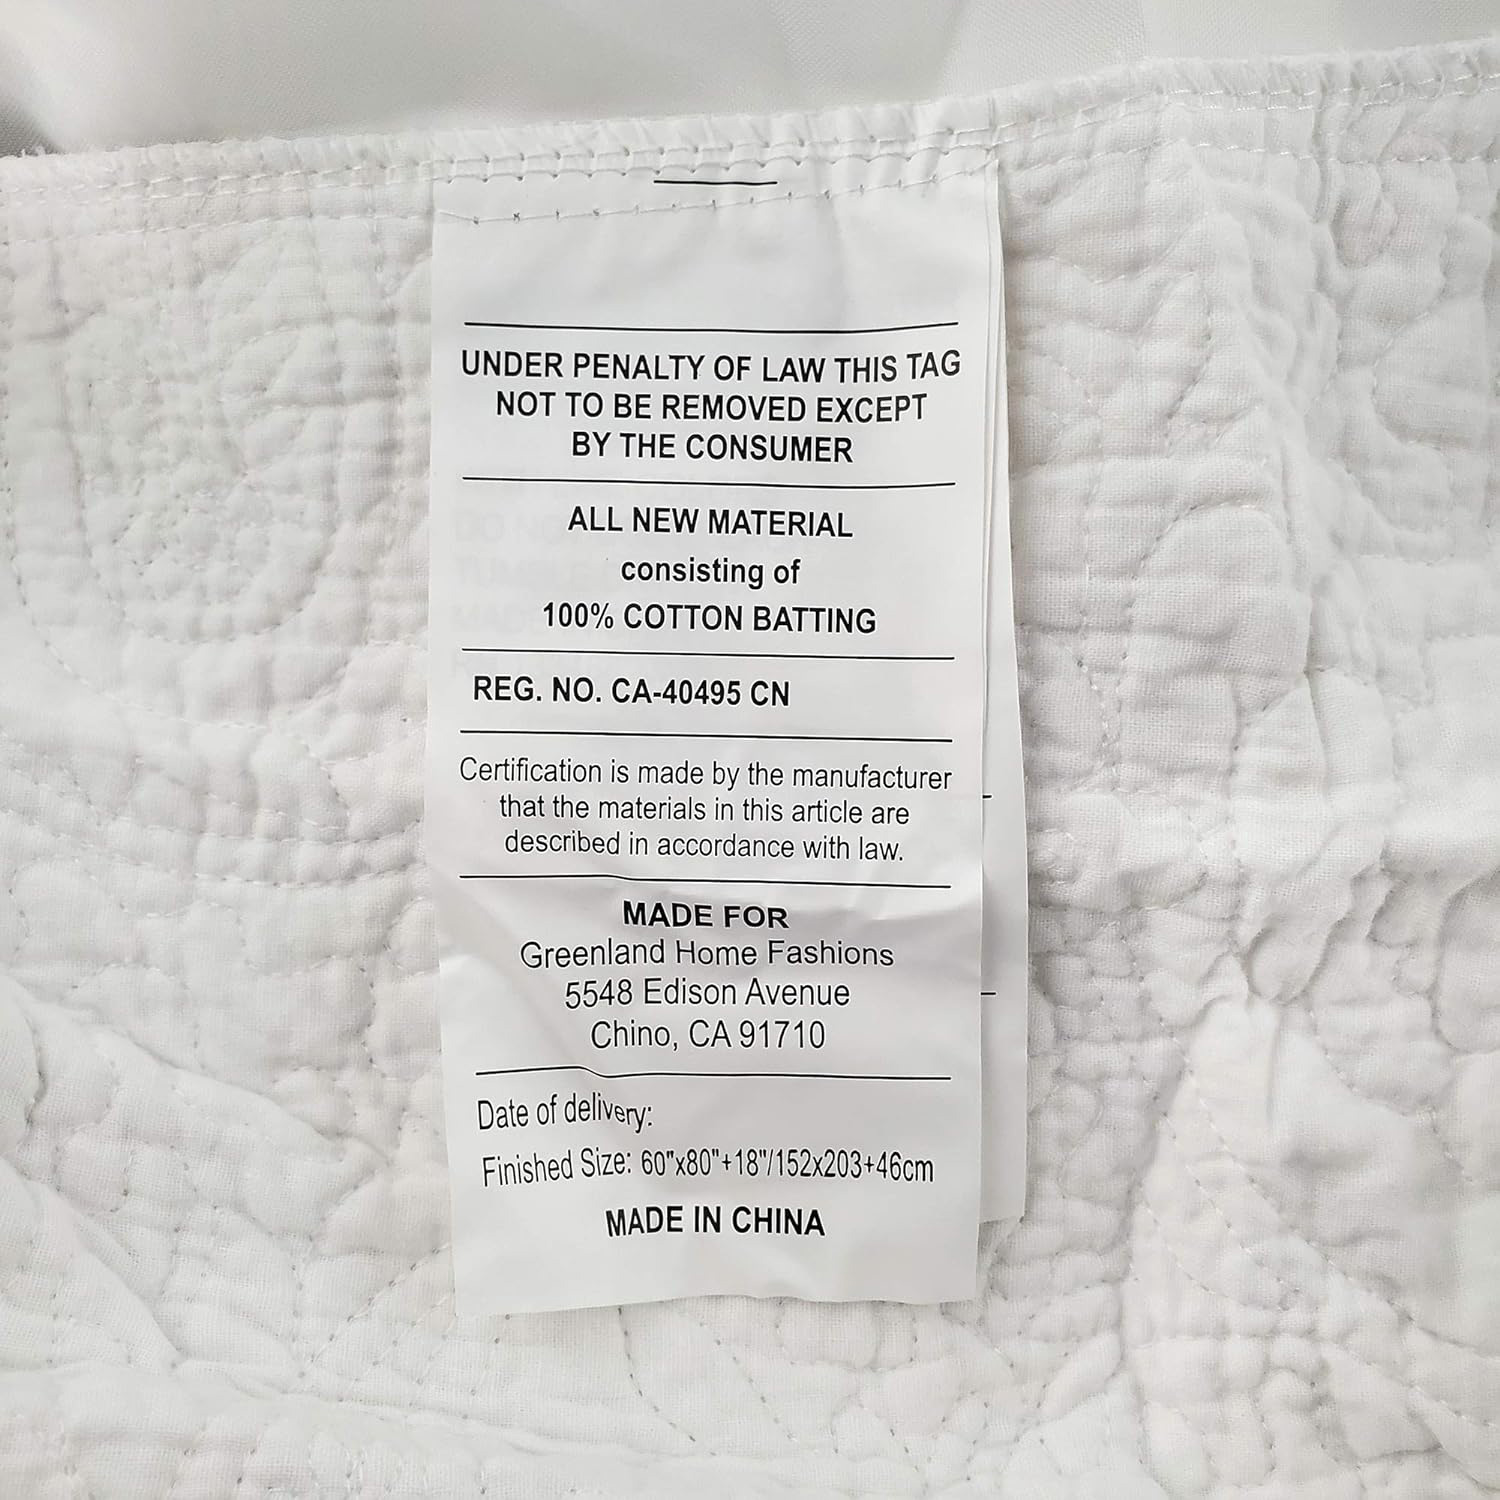 UNDER PENALTY OF LAW THIS TAG
NOT TO BE REMOVED EXCEPT
BY THE CONSUMER
ALL NEW MATERIAL
consisting of
100% COTTON BATTING
REG. NO. CA-40495 CN
Certification is made by the manufacturer
that the materials in this article are
described in accordance with law.
MADE FOR
Greenland Home Fashions
5548 Edison Avenue
Chino, CA 91710
Date of delivery:
Finished Size: 60"x80"+18"/152x203+46cm
MADE IN CHINA